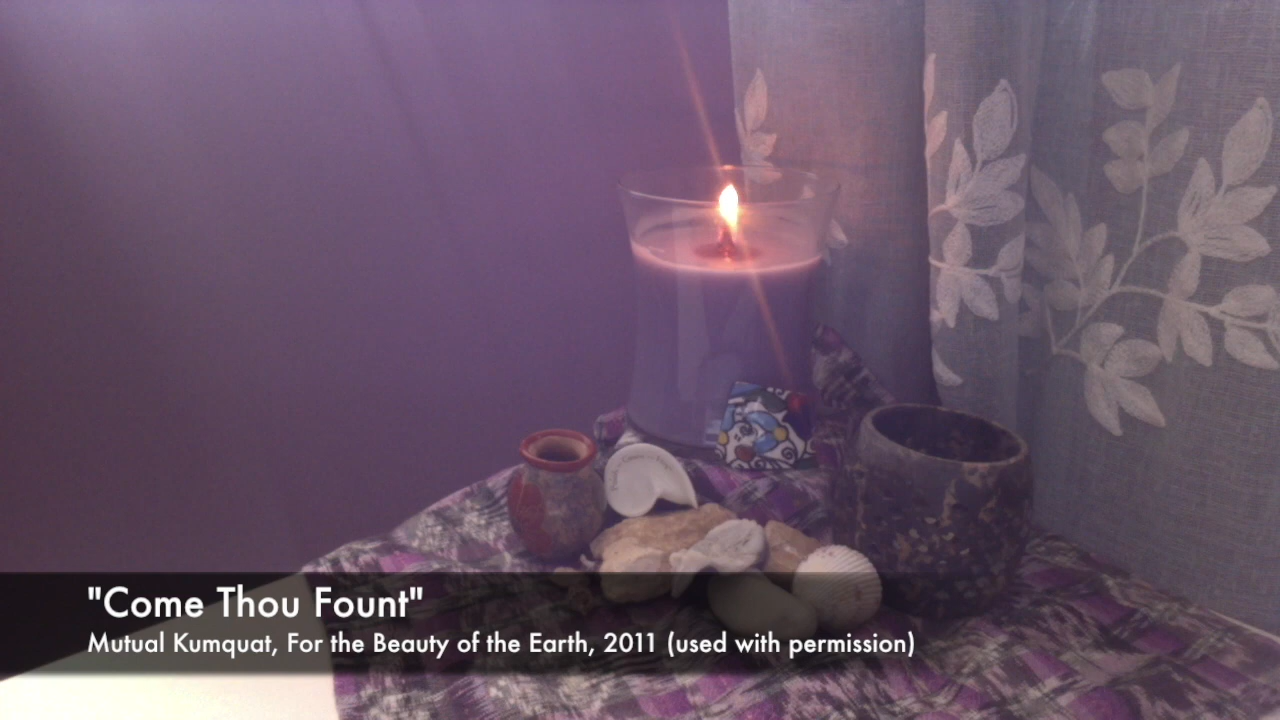 "Come Thou Fount"
Mutual Kumquat, For the Beauty of the Earth, 2011 (used with permission)